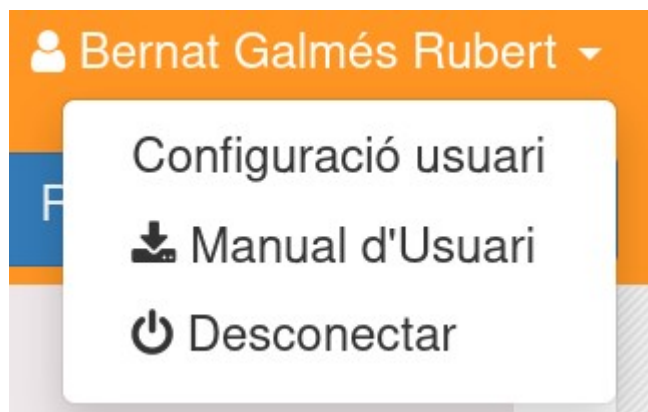 Bernat Galmés Rubert
Configuració usuari
Manual d'Usuari
Desconectar